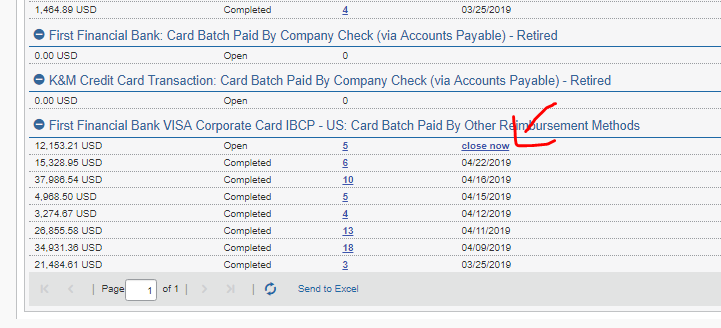 1,464.89 USD Completed 4 03/25/2019
First Financial Bank: Card Batch Paid By Company Check (via Accounts Payable) - Retired
0.00 USD Open 0
K&M Credit Card Transaction: Card Batch Paid By Company Check (via Accounts Payable) - Retired
0.00 USD Open 0
First Financial Bank VISA Corporate Card IBCP - US: Card Batch Paid By Other Reimbursement Methods
12,153.21 USD Open 5 close now
15,328.95 USD Completed 6 04/22/2019
37,986.54 USD Completed 10 04/16/2019
4,968.50 USD Completed 5 04/15/2019
3,274.67 USD Completed 4 04/12/2019
26,855.58 USD Completed 13 04/11/2019
34,931.36 USD Completed 18 04/09/2019
21,484.61 USD Completed 3 03/25/2019
Page 1 of 1 Send to Excel